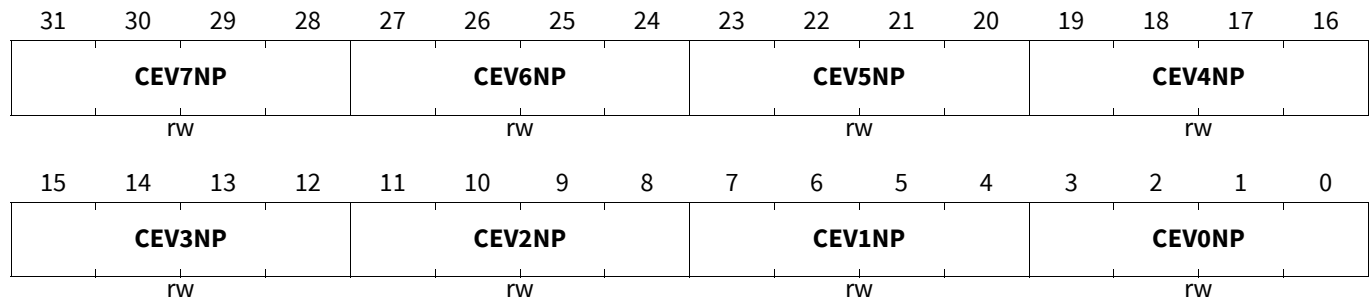 31 30 29 28 27 26 25 24 23 22 21 20 19 18 17 16
CEV7NP CEV6NP CEV5NP CEV4NP
rw rw rw rw
15 14 13 12 11 10 9 8 7 6 5 4 3 2 1 0
CEV3NP CEV2NP CEV1NP CEV0NP
rw rw rw rw